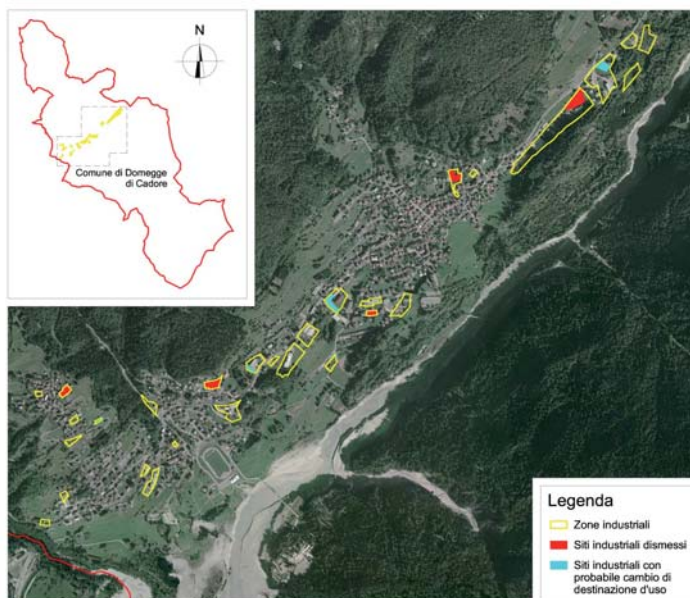 N
Comune di Domegge
di Cadore
Legenda
Zone industriali
Siti industriali dismessi
Siti industriali con
probabile cambio di
destinazione d'uso